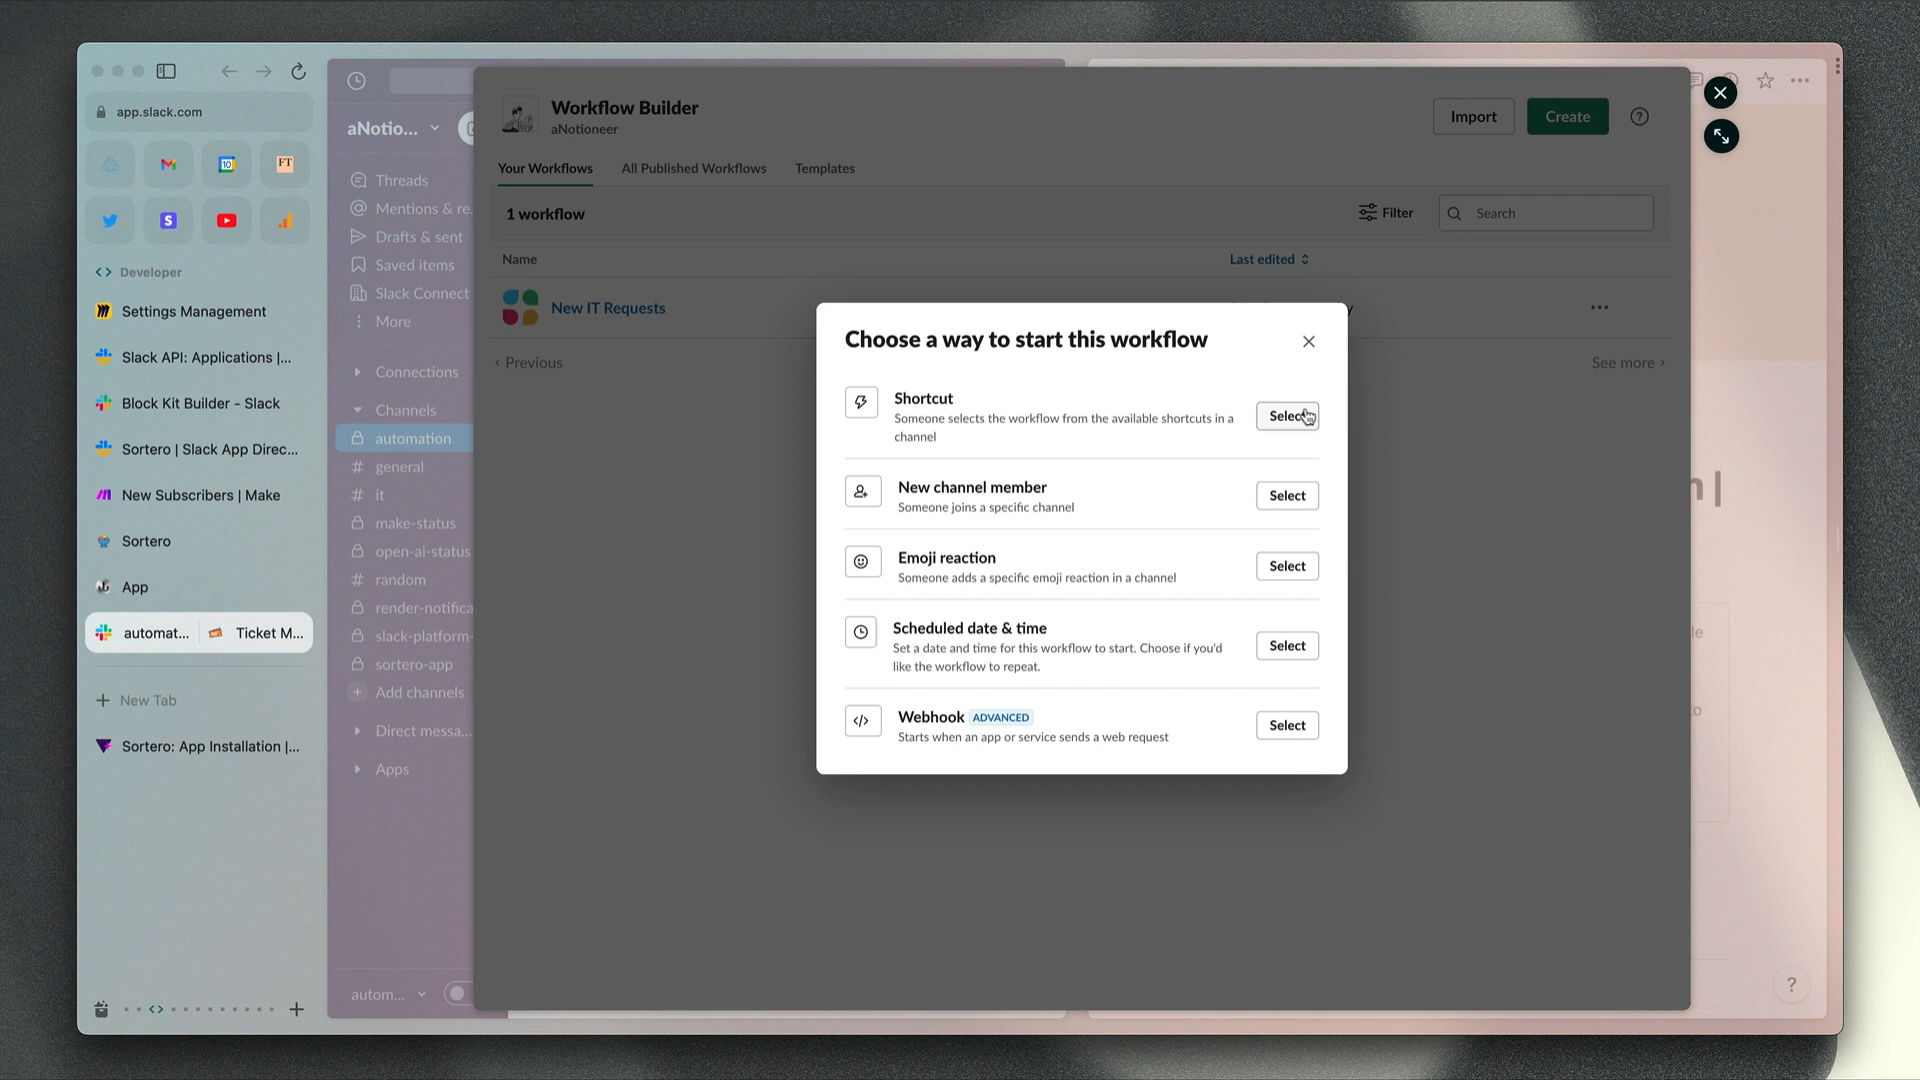 app.slack.com
10
FT
S
Developer
Settings Management
Slack API: Applications |...
Block Kit Builder - Slack
Sortero | Slack App Direc...
New Subscribers | Make
Sortero
App
automat...
Ticket M...
New Tab
Sortero: App Installation |...
aNotio...
Threads
Mentions & re.
Drafts & sent
Saved items
Slack Connect
More
Connections
Channels
automation
# general
# it
make-status
open-ai-status
# random
render-notifica
slack-platform-
sortero-app
Add channels
Direct messa...
Apps
autom...
Workflow Builder
aNotioneer
Import
Create
?
Your Workflows
All Published Workflows
Templates
1 workflow
Filter
Search
Name
Last edited
New IT Requests
Previous
See more
Choose a way to start this workflow
Shortcut
Someone selects the workflow from the available shortcuts in a
channel
Select
New channel member
Someone joins a specific channel
Select
Emoji reaction
Someone adds a specific emoji reaction in a channel
Select
Scheduled date & time
Set a date and time for this workflow to start. Choose if you'd
like the workflow to repeat.
Select
Webhook ADVANCED
Starts when an app or service sends a web request
Select
?